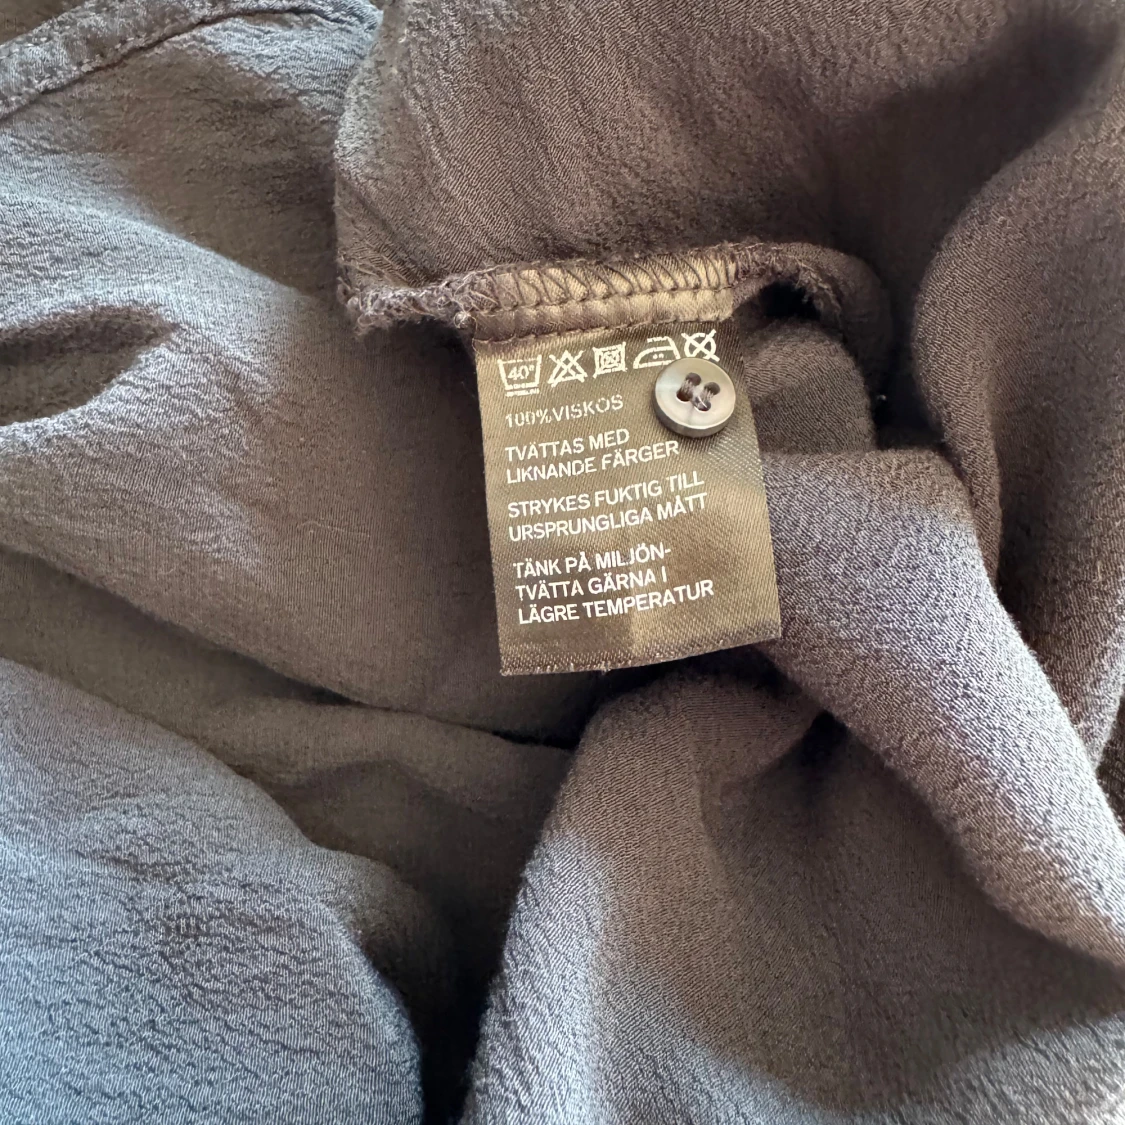 40°
100%VISKOS
TVÄTTAS MED
LIKNANDE FÄRGER
STRYKES FUKTIG TILL
URSPRUNGLIGA MÅTT
TÄNK PÅ MILJÖN-
TVÄTTA GÄRNA I
LÄGRE TEMPERATUR